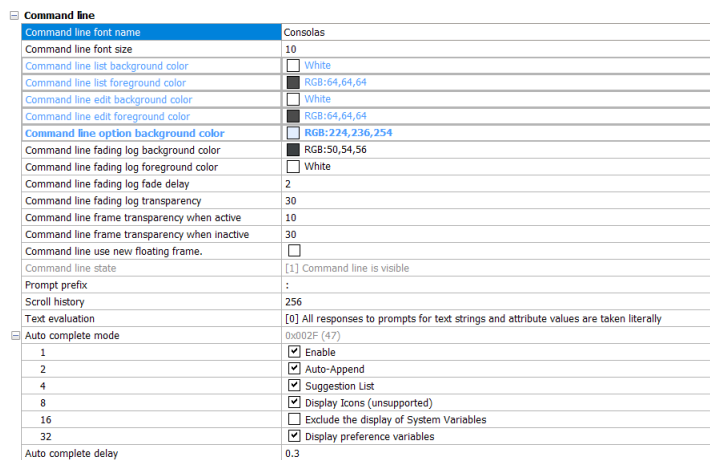 Command line
Command line font name Consolas
Command line font size 10
Command line list background color White
Command line list foreground color RGB:64,64,64
Command line edit background color White
Command line edit foreground color RGB:64,64,64
Command line option background color RGB:224,236,254
Command line fading log background color RGB:50,54,56
Command line fading log foreground color White
Command line fading log fade delay 2
Command line fading log transparency 30
Command line frame transparency when active 10
Command line frame transparency when inactive 30
Command line use new floating frame.
Command line state [1] Command line is visible
Prompt prefix :
Scroll history 256
Text evaluation [0] All responses to prompts for text strings and attribute values are taken literally
Auto complete mode 0x002F (47)
1 Enable
2 Auto-Append
4 Suggestion List
8 Display Icons (unsupported)
16 Exclude the display of System Variables
32 Display preference variables
Auto complete delay 0.3